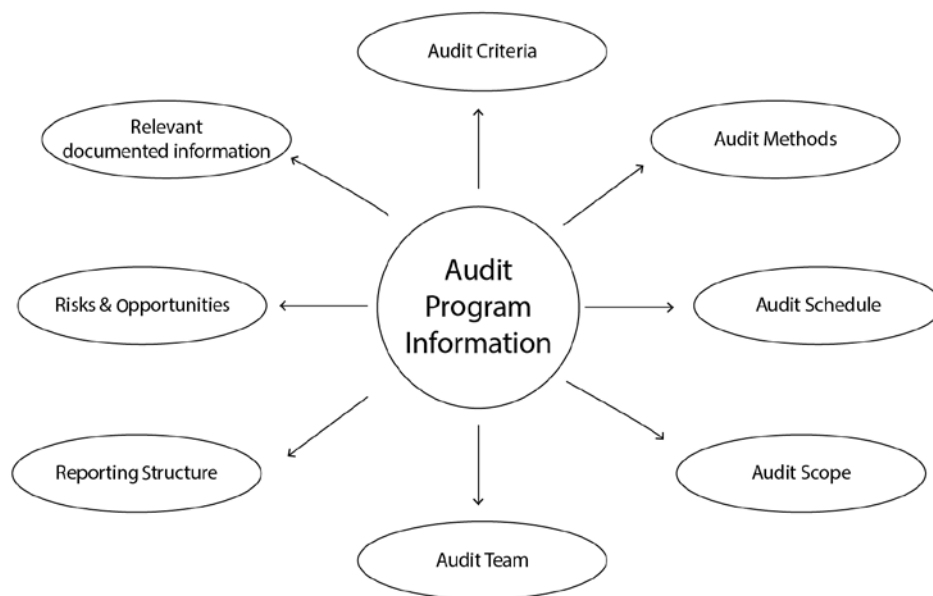 Audit Criteria
Relevant
documented information
Audit Methods
Audit
Program
Information
Risks & Opportunities
Audit Schedule
Reporting Structure
Audit Scope
Audit Team